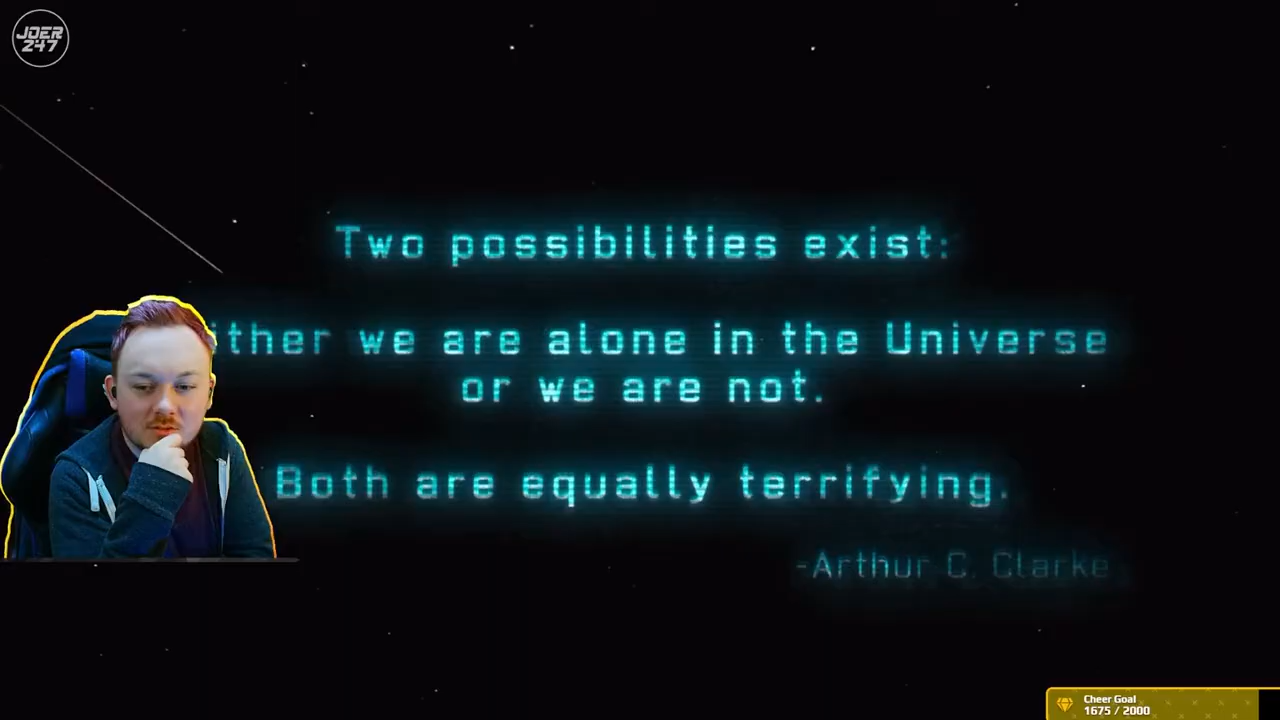 JOER
247
Two possibilities exist:
ither we are alone in the Universe
or we are not.
Both are equally terrifying.
-Arthur C. Clarke
Cheer Goal
1675 / 2000